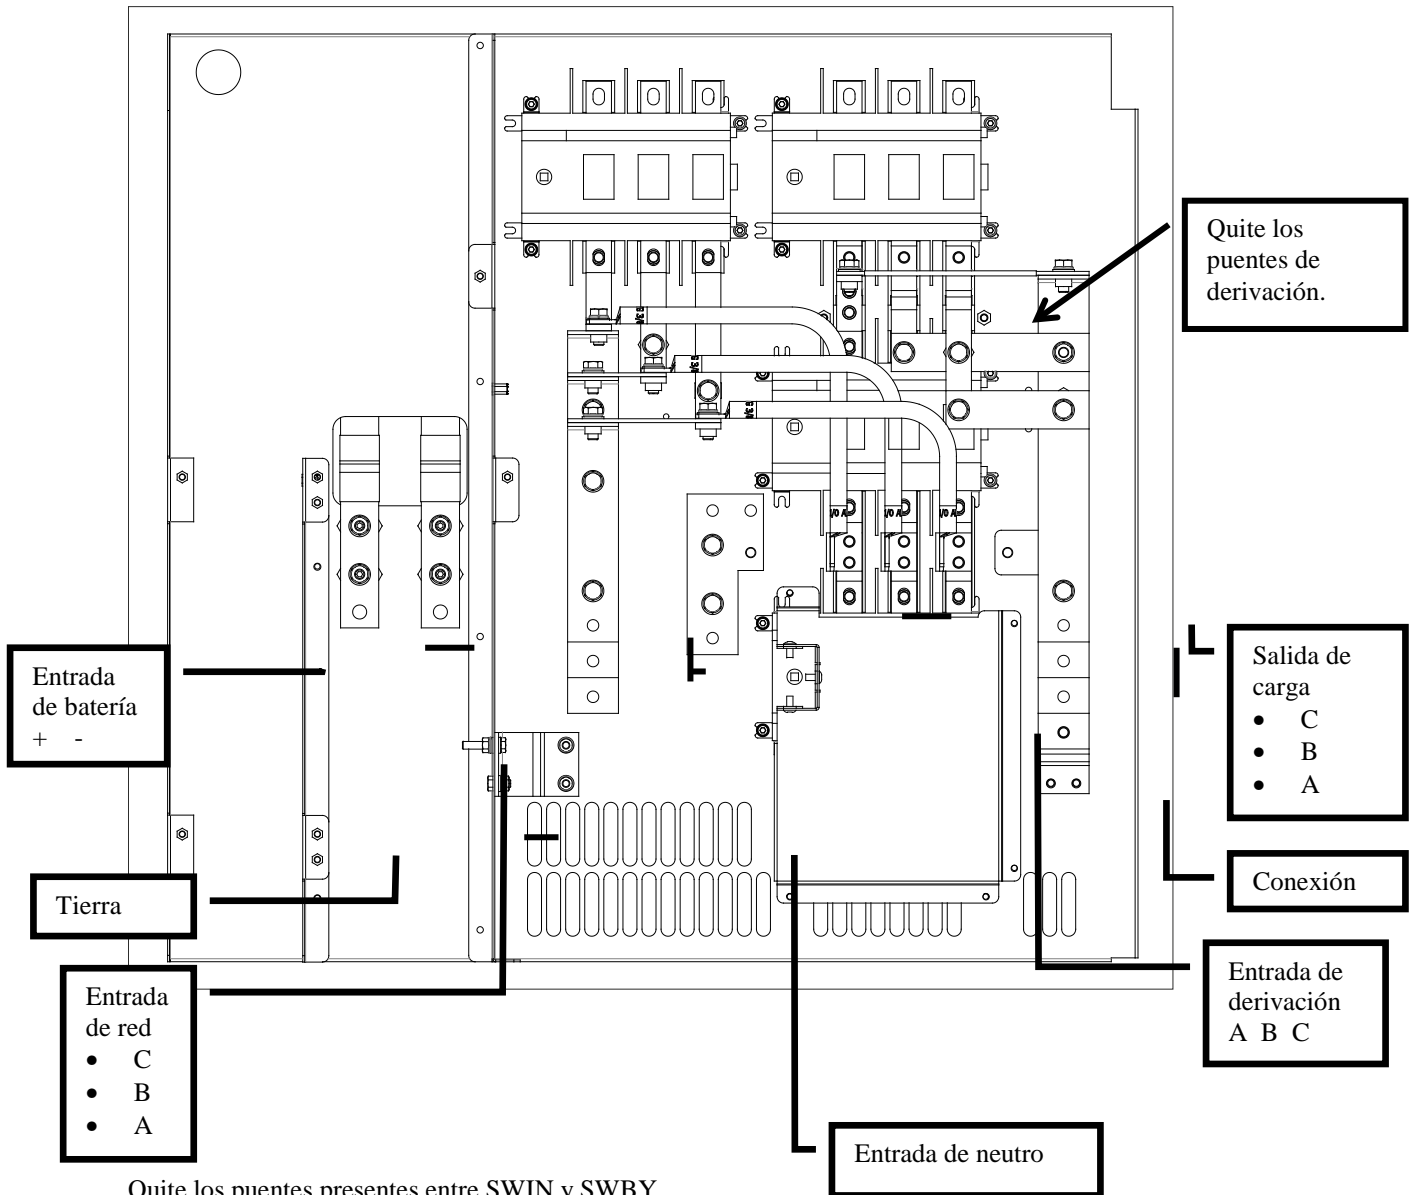 Quite los
puentes de
derivación.
Entrada
de batería
+ -
Salida de
carga
• C
• B
• A
Tierra
Conexión
Entrada
de red
• C
• B
• A
Entrada de
derivación
A B C
Entrada de neutro
Quite los puentes presentes entre SWIN y SWBY